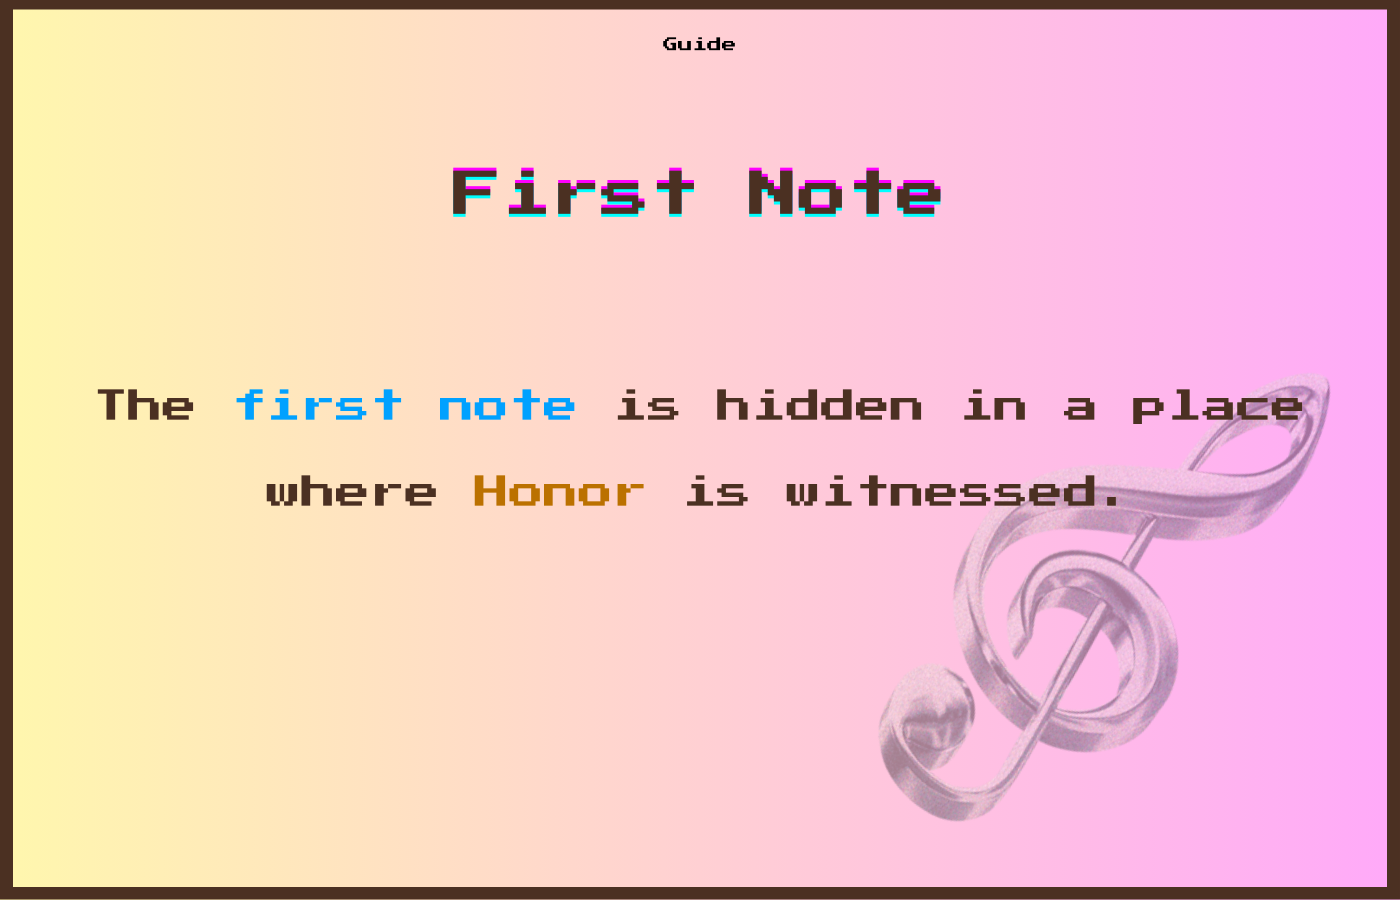 Guide
First Note
The first note is hidden in a place
where Honor is witnessed.